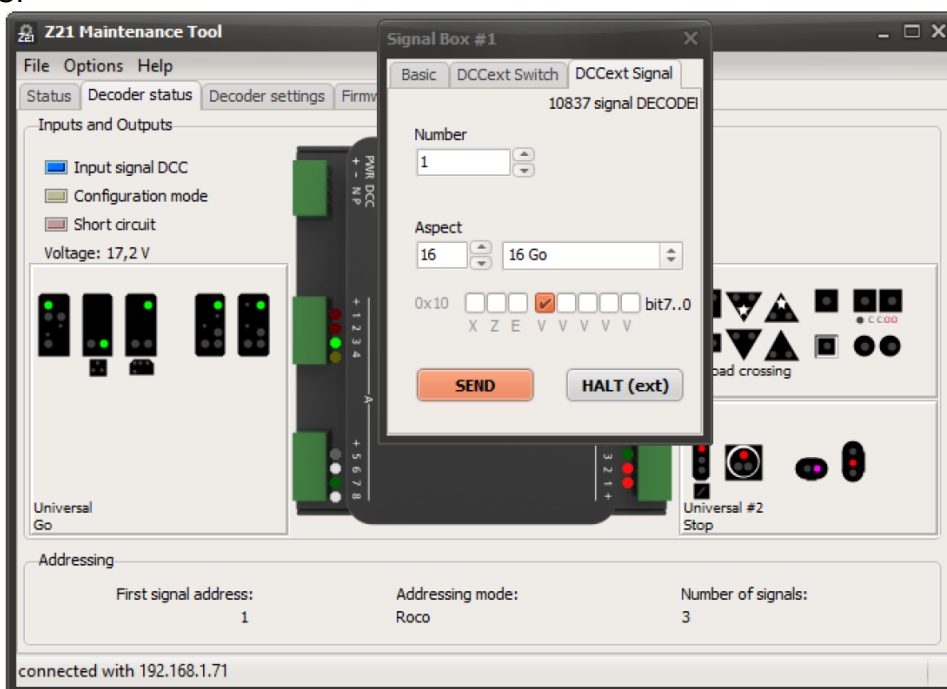 Z21 Maintenance Tool
File Options Help
Status Decoder status Decoder settings Firmw
Inputs and Outputs
Input signal DCC
Configuration mode
Short circuit
Voltage: 17,2 V
Universal
Go
PWR DCC
+ - N P
+ 1 2 3 4
A
+ 5 6 7 8
Signal Box #1
Basic DCCext Switch DCCext Signal
10837 signal DECODE
Number
1
Aspect
16 16 Go
0x10 bit7..0
X Z E V V V V V
SEND HALT (ext)
3 2 1 +
crossing
Universal #2
Stop
Addressing
First signal address: Addressing mode: Number of signals:
1 Roco 3
connected with 192.168.1.71